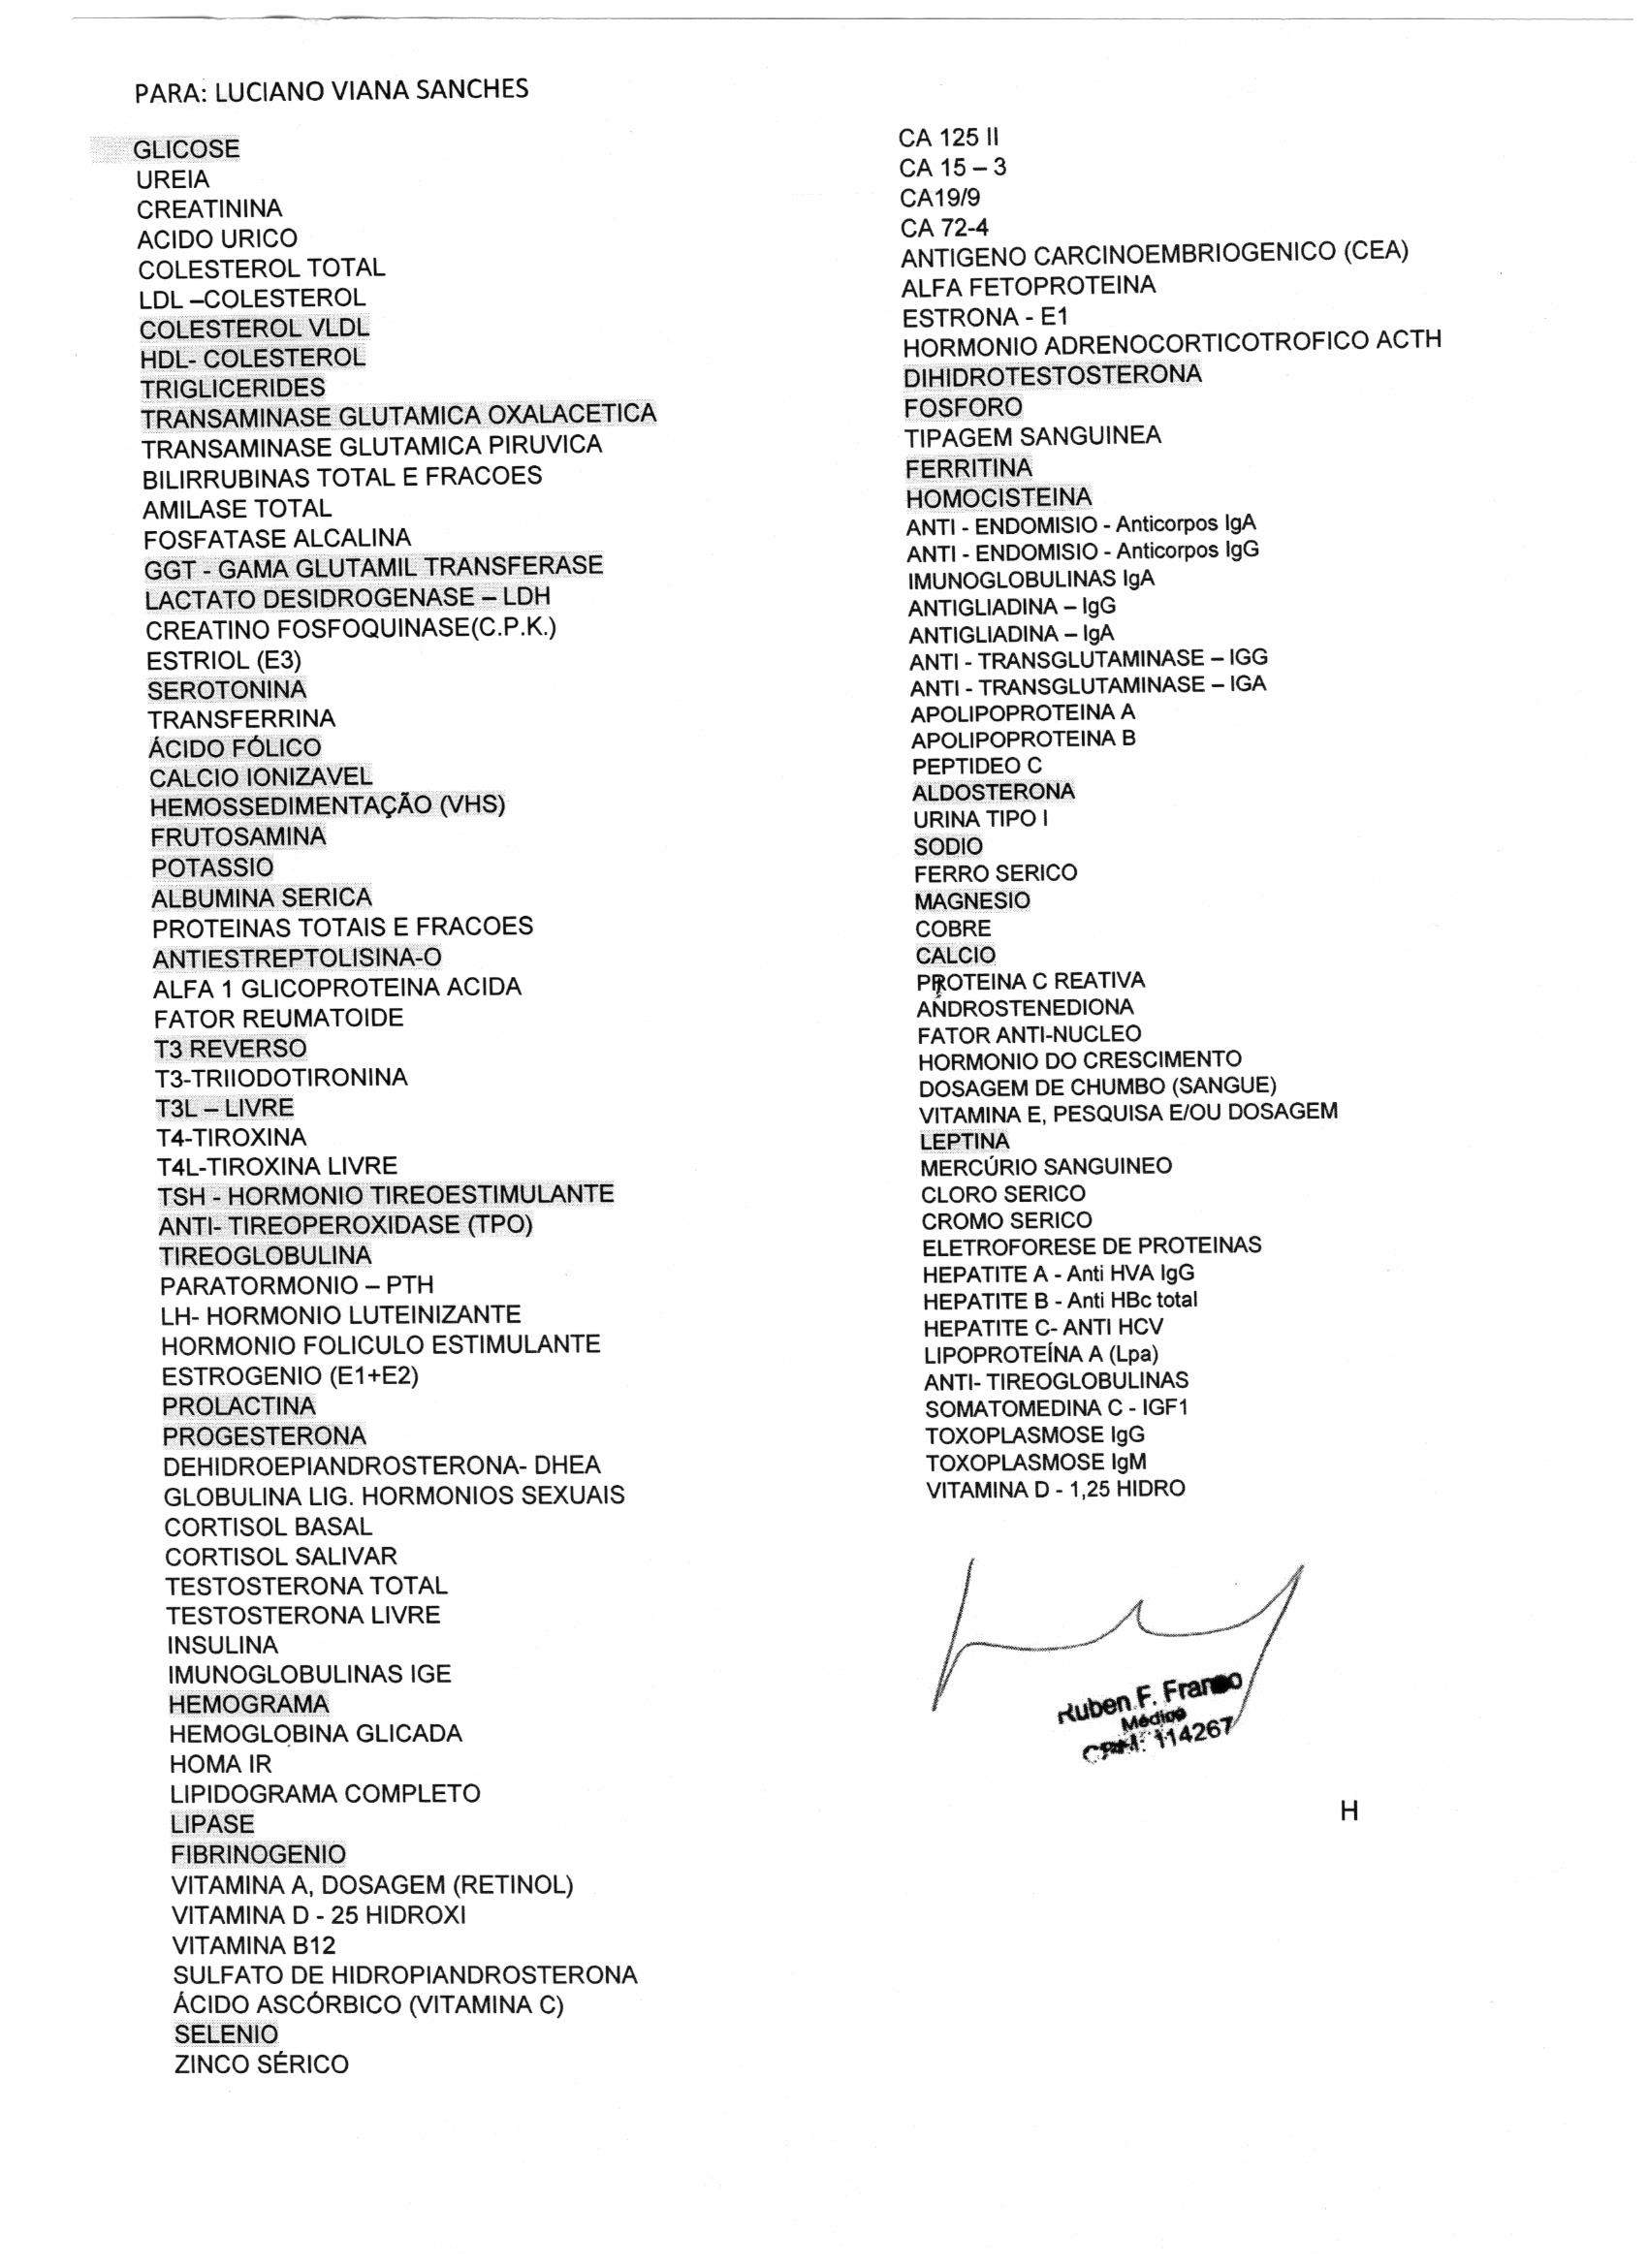 PARA: LUCIANO VIANA SANCHES
GLICOSE
UREIA
CREATININA
ACIDO URICO
COLESTEROL TOTAL
LDL –COLESTEROL
COLESTEROL VLDL
HDL- COLESTEROL
TRIGLICERIDES
TRANSAMINASE GLUTAMICA OXALACETICA
TRANSAMINASE GLUTAMICA PIRUVICA
BILIRRUBINAS TOTAL E FRACOES
AMILASE TOTAL
FOSFATASE ALCALINA
GGT - GAMA GLUTAMIL TRANSFERASE
LACTATO DESIDROGENASE – LDH
CREATINO FOSFOQUINASE(C.P.K.)
ESTRIOL (E3)
SEROTONINA
TRANSFERRINA
ÁCIDO FÓLICO
CALCIO IONIZAVEL
HEMOSSEDIMENTAÇÃO (VHS)
FRUTOSAMINA
POTASSIO
ALBUMINA SERICA
PROTEINAS TOTAIS E FRACOES
ANTIESTREPTOLISINA-O
ALFA 1 GLICOPROTEINA ACIDA
FATOR REUMATOIDE
T3 REVERSO
T3-TRIIODOTIRONINA
T3L – LIVRE
T4-TIROXINA
T4L-TIROXINA LIVRE
TSH - HORMONIO TIREOESTIMULANTE
ANTI- TIREOPEROXIDASE (TPO)
TIREOGLOBULINA
PARATORMONIO – PTH
LH- HORMONIO LUTEINIZANTE
HORMONIO FOLICULO ESTIMULANTE
ESTROGENIO (E1+E2)
PROLACTINA
PROGESTERONA
DEHIDROEPIANDROSTERONA- DHEA
GLOBULINA LIG. HORMONIOS SEXUAIS
CORTISOL BASAL
CORTISOL SALIVAR
TESTOSTERONA TOTAL
TESTOSTERONA LIVRE
INSULINA
IMUNOGLOBULINAS IGE
HEMOGRAMA
HEMOGLOBINA GLICADA
HOMA IR
LIPIDOGRAMA COMPLETO
LIPASE
FIBRINOGENIO
VITAMINA A, DOSAGEM (RETINOL)
VITAMINA D - 25 HIDROXI
VITAMINA B12
SULFATO DE HIDROPIANDROSTERONA
ÁCIDO ASCÓRBICO (VITAMINA C)
SELENIO
ZINCO SÉRICO
CA 125 II
CA 15 – 3
CA19/9
CA 72-4
ANTIGENO CARCINOEMBRIOGENICO (CEA)
ALFA FETOPROTEINA
ESTRONA - E1
HORMONIO ADRENOCORTICOTROFICO ACTH
DIHIDROTESTOSTERONA
FOSFORO
TIPAGEM SANGUINEA
FERRITINA
HOMOCISTEINA
ANTI - ENDOMISIO - Anticorpos IgA
ANTI - ENDOMISIO - Anticorpos IgG
IMUNOGLOBULINAS IgA
ANTIGLIADINA – IgG
ANTIGLIADINA – IgA
ANTI - TRANSGLUTAMINASE – IGG
ANTI - TRANSGLUTAMINASE – IGA
APOLIPOPROTEINA A
APOLIPOPROTEINA B
PEPTIDEO C
ALDOSTERONA
URINA TIPO I
SODIO
FERRO SERICO
MAGNESIO
COBRE
CALCIO
PROTEINA C REATIVA
ANDROSTENEDIONA
FATOR ANTI-NUCLEO
HORMONIO DO CRESCIMENTO
DOSAGEM DE CHUMBO (SANGUE)
VITAMINA E, PESQUISA E/OU DOSAGEM
LEPTINA
MERCÚRIO SANGUINEO
CLORO SERICO
CROMO SERICO
ELETROFORESE DE PROTEINAS
HEPATITE A - Anti HVA IgG
HEPATITE B - Anti HBc total
HEPATITE C- ANTI HCV
LIPOPROTEÍNA A (Lpa)
ANTI- TIREOGLOBULINAS
SOMATOMEDINA C - IGF1
TOXOPLASMOSE IgG
TOXOPLASMOSE IgM
VITAMINA D - 1,25 HIDRO
Ruben F. Franco
Médico
CRM: 114267
H